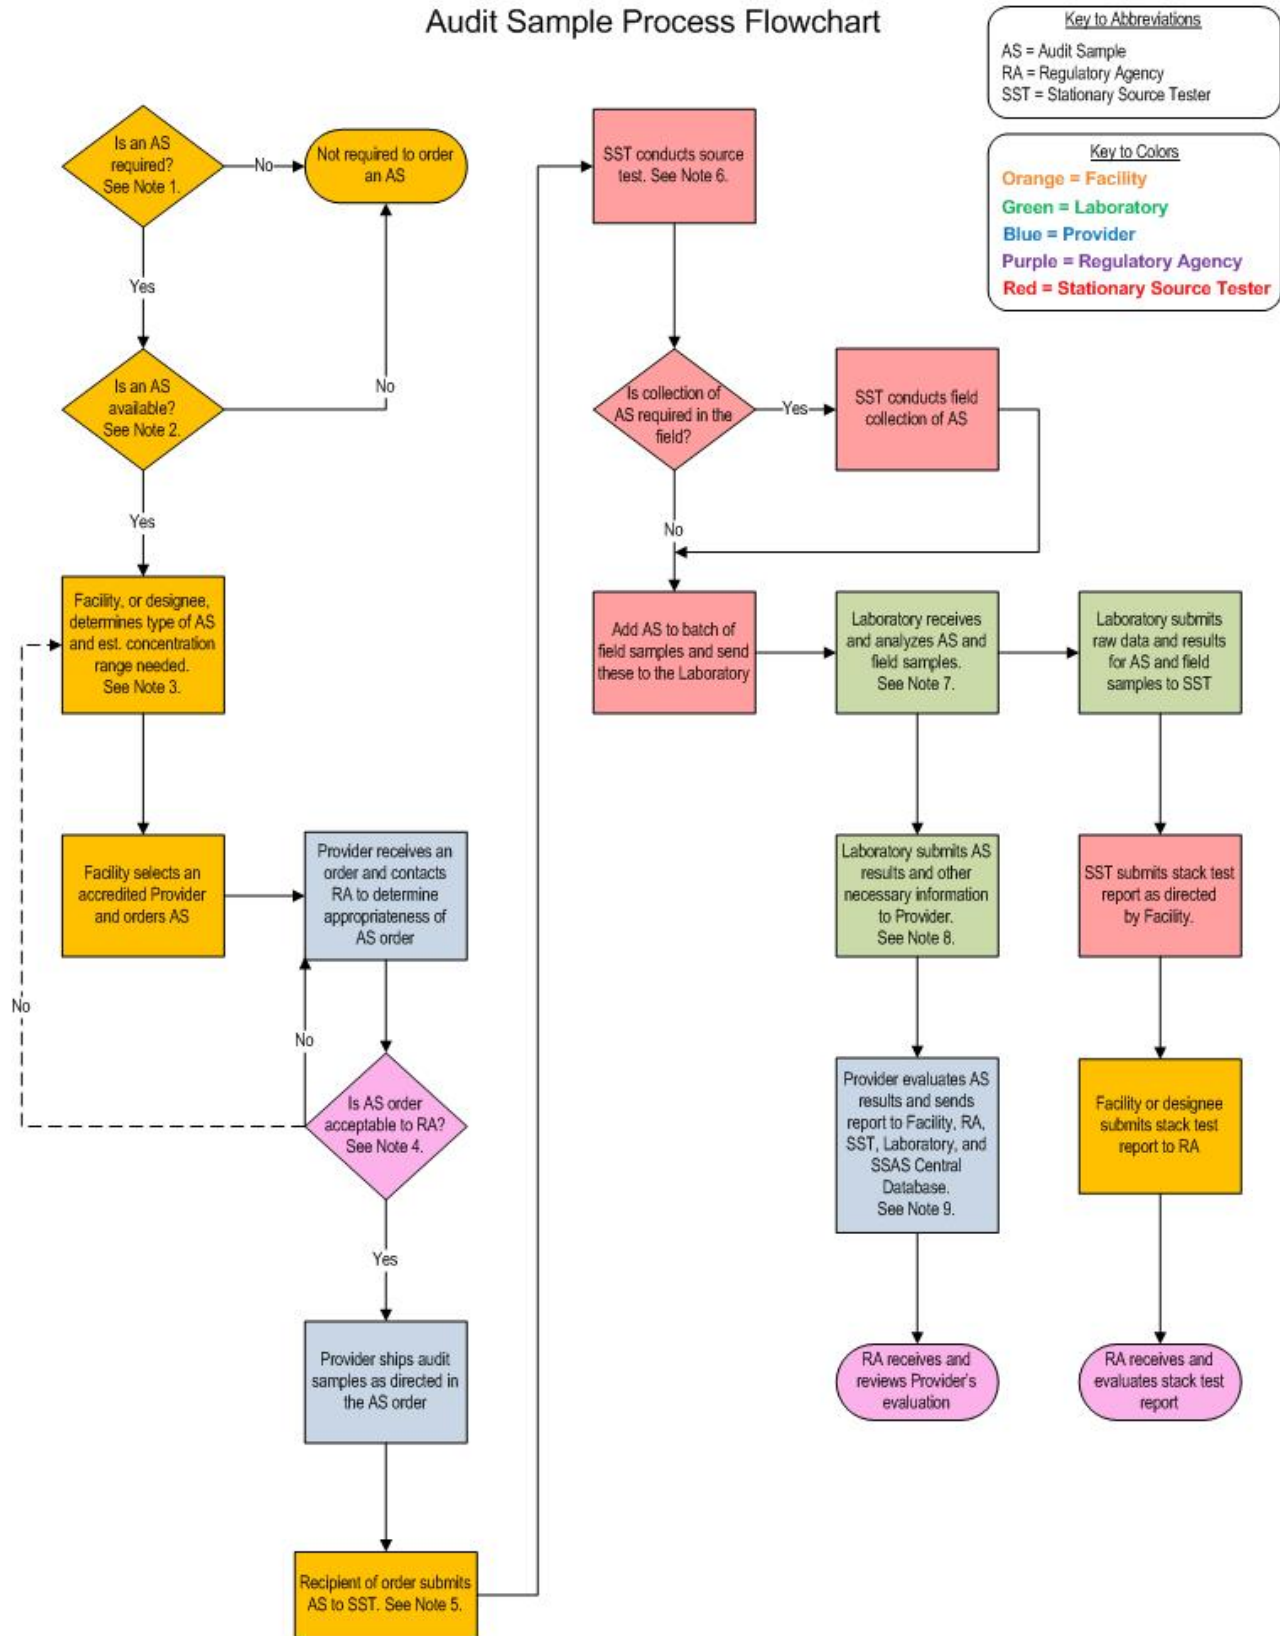 Audit Sample Process Flowchart
Key to Abbreviations
AS = Audit Sample
RA = Regulatory Agency
SST = Stationary Source Tester
Key to Colors
Orange = Facility
Green = Laboratory
Blue = Provider
Purple = Regulatory Agency
Red = Stationary Source Tester
Is an AS
required?
See Note 1.
No
Not required to order
an AS
Yes
Is an AS
available?
See Note 2.
No
Yes
Facility, or designee,
determines type of AS
and est. concentration
range needed.
See Note 3.
Facility selects an
accredited Provider
and orders AS
Provider receives an
order and contacts
RA to determine
appropriateness of
AS order
No
No
Is AS order
acceptable to RA?
See Note 4.
Yes
Provider ships audit
samples as directed in
the AS order
Recipient of order submits
AS to SST. See Note 5.
SST conducts source
test. See Note 6.
Is collection of
AS required in the
field?
Yes
SST conducts field
collection of AS
No
Add AS to batch of
field samples and send
these to the Laboratory
Laboratory receives
and analyzes AS and
field samples.
See Note 7.
Laboratory submits
raw data and results
for AS and field
samples to SST
Laboratory submits AS
results and other
necessary information
to Provider.
See Note 8.
SST submits stack test
report as directed
by Facility.
Provider evaluates AS
results and sends
report to Facility, RA,
SST, Laboratory, and
SSAS Central
Database.
See Note 9.
Facility or designee
submits stack test
report to RA
RA receives and
reviews Provider's
evaluation
RA receives and
evaluates stack test
report